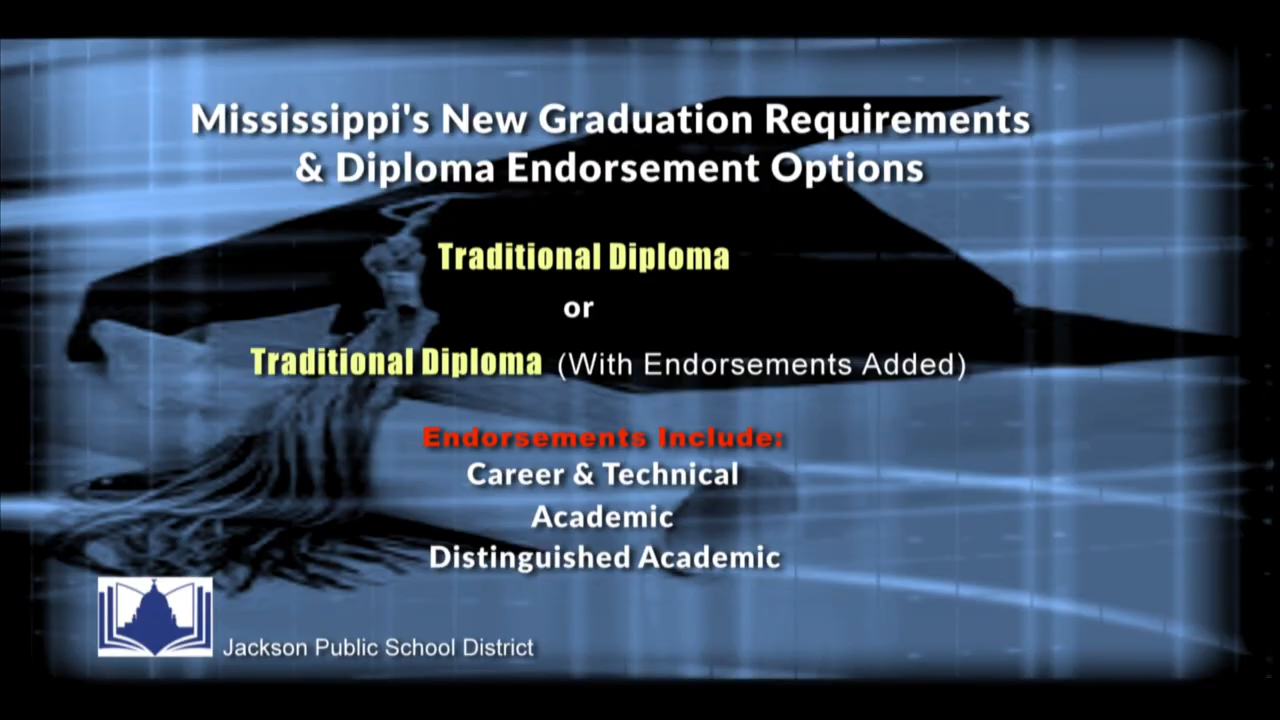 Mississippi's New Graduation Requirements
& Diploma Endorsement Options
Traditional Diploma
or
Traditional Diploma (With Endorsements Added)
Endorsements Include:
Career & Technical
Academic
Distinguished Academic
Jackson Public School District